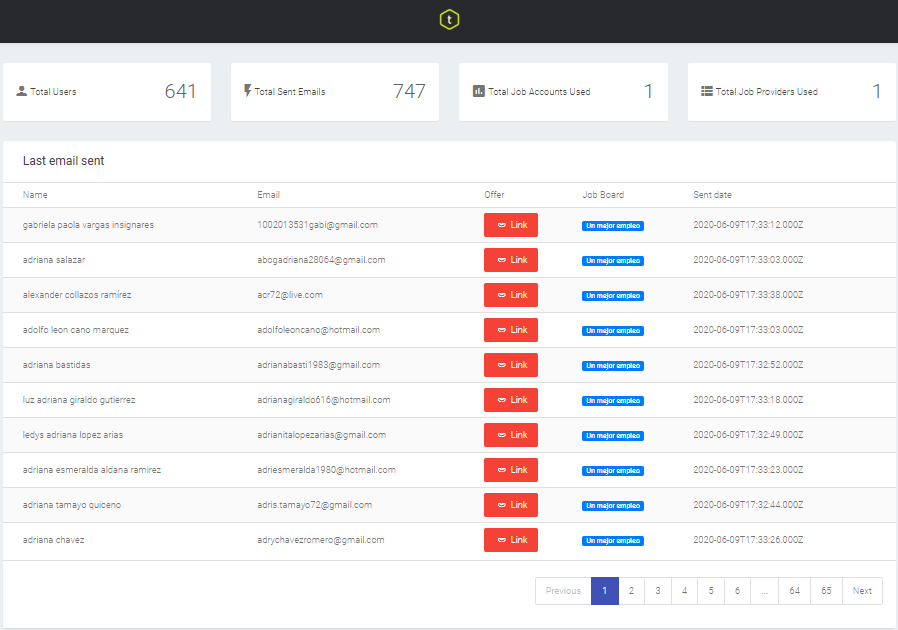 t
Total Users 641 Total Sent Emails 747 Total Job Accounts Used 1 Total Job Providers Used 1
Last email sent
Name Email Offer Job Board Sent date
gabriela paola vargas insignares 1002013531gabi@gmail.com Link Un mejor empleo 2020-06-09T17:33:12.000Z
adriana salazar abogadriana28064@gmail.com Link Un mejor empleo 2020-06-09T17:33:03.000Z
alexander collazos ramírez acr72@live.com Link Un mejor empleo 2020-06-09T17:33:38.000Z
adolfo leon cano marquez adolfoleoncano@hotmail.com Link Un mejor empleo 2020-06-09T17:33:03.000Z
adriana bastidas adrianabasti1983@gmail.com Link Un mejor empleo 2020-06-09T17:32:52.000Z
luz adriana giraldo gutierrez adrianagiraldo616@hotmail.com Link Un mejor empleo 2020-06-09T17:33:18.000Z
ledys adriana lopez arias adrianitalopezarias@gmail.com Link Un mejor empleo 2020-06-09T17:32:49.000Z
adriana esmeralda aldana ramirez adriesmeralda1980@hotmail.com Link Un mejor empleo 2020-06-09T17:33:23.000Z
adriana tamayo quiceno adris.tamayo72@gmail.com Link Un mejor empleo 2020-06-09T17:32:44.000Z
adriana chavez adrychavezromero@gmail.com Link Un mejor empleo 2020-06-09T17:33:26.000Z
Previous 1 2 3 4 5 6 ... 64 65 Next